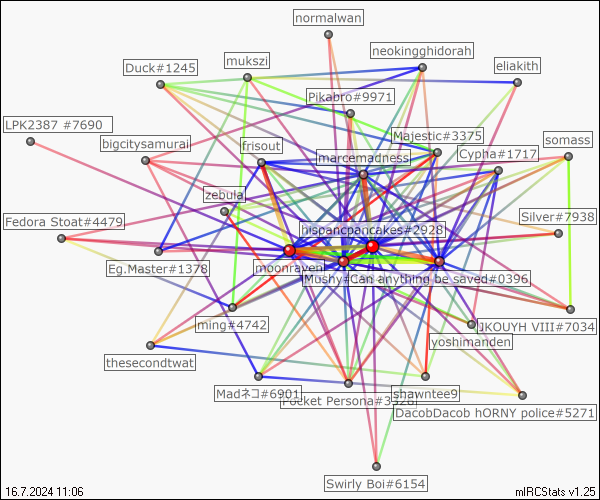 normalwan
neokingghidorah
mukszi
Duck#1245
eliakith
Pikabro#9971
LPK2387 #7690
Majestic#3375
bigcitysamurai
frisout
somass
marcemadness
Cypha#1717
zebula
Silver#7938
Fedora Stoat#4479
hispancpancakes#2928
Eg.Master#1378
moonraven
Mushy#
Can anything be saved#0396
ming#4742
JKOUYH VIII#7034
yoshimanden
thesecondtwat
Madネコ#6901
Pocket Persona#3326
shawntee9
DacobDacob hORNY police#5271
Swirly Boi#6154
16.7.2024 11:06
mIRCStats v1.25